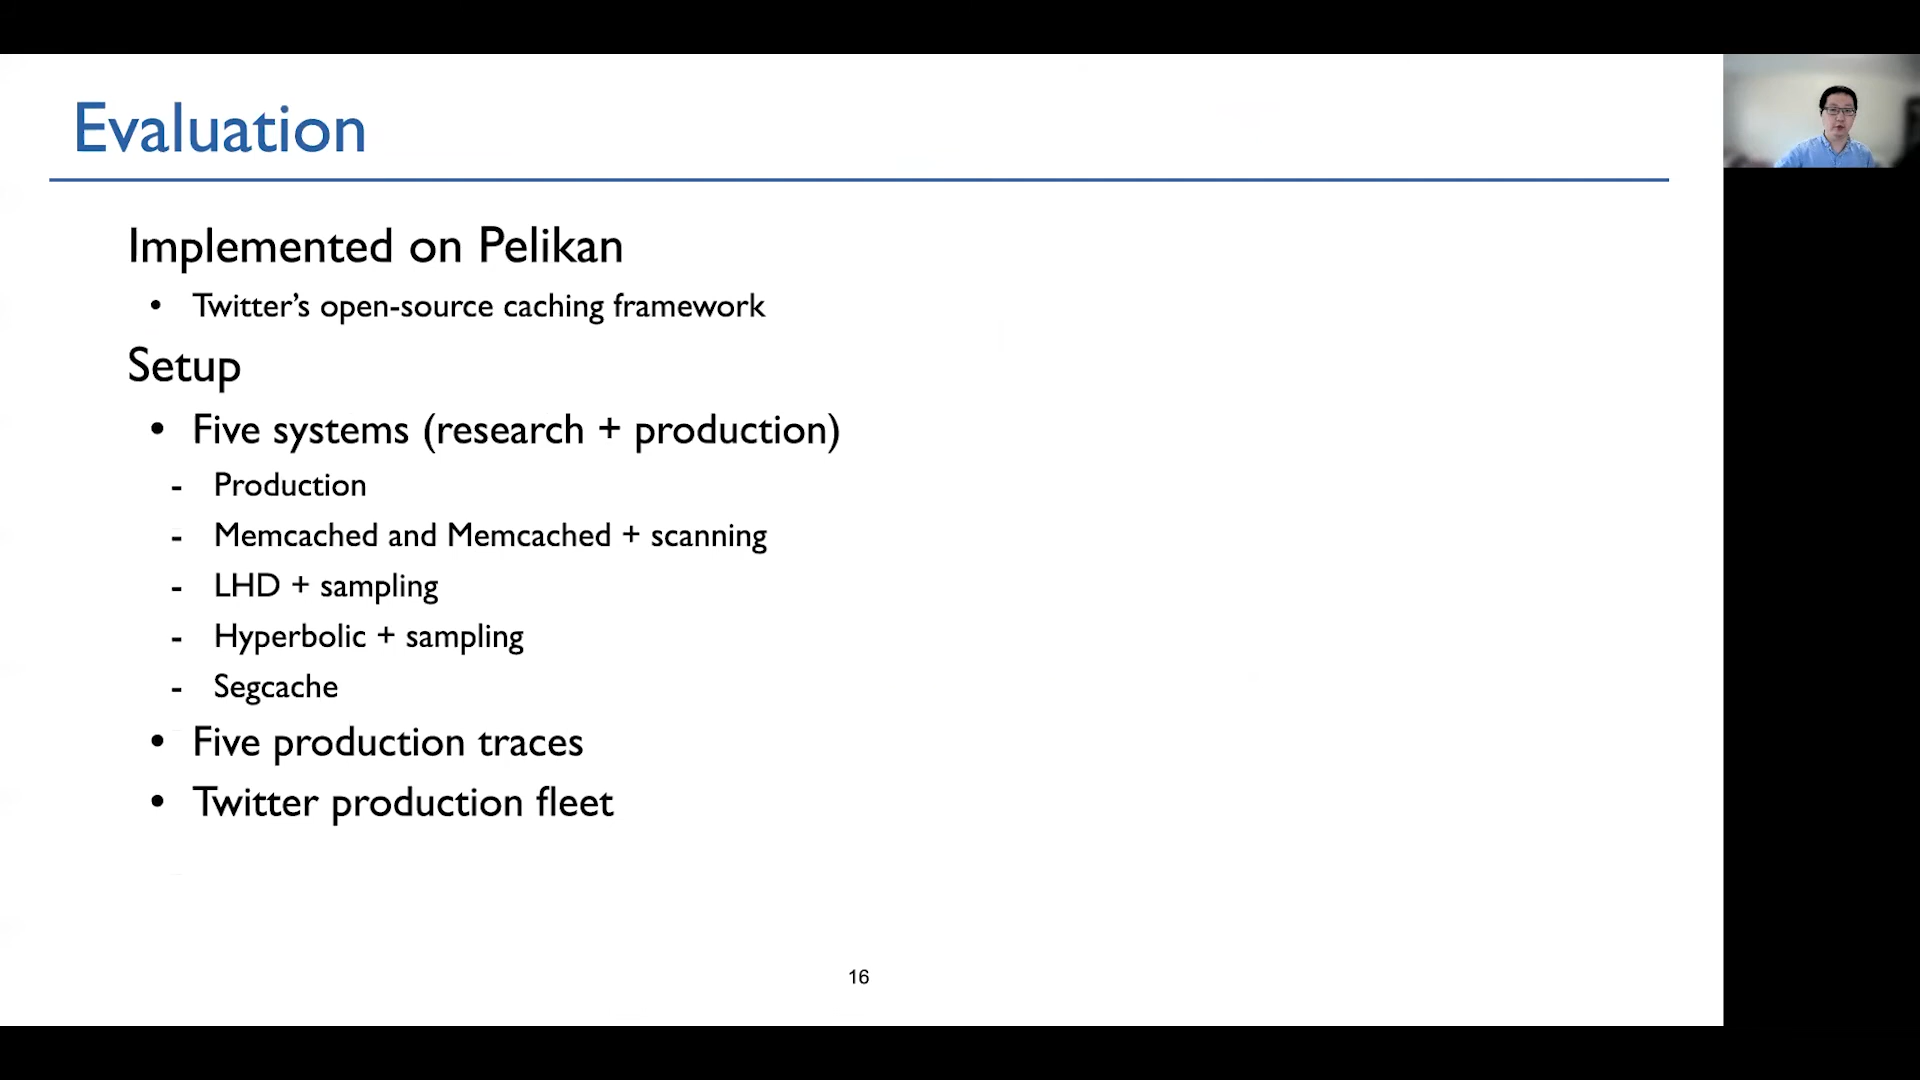 Evaluation
Implemented on Pelikan
• Twitter’s open-source caching framework
Setup
• Five systems (research + production)
- Production
- Memcached and Memcached + scanning
- LHD + sampling
- Hyperbolic + sampling
- Segcache
• Five production traces
• Twitter production fleet
16